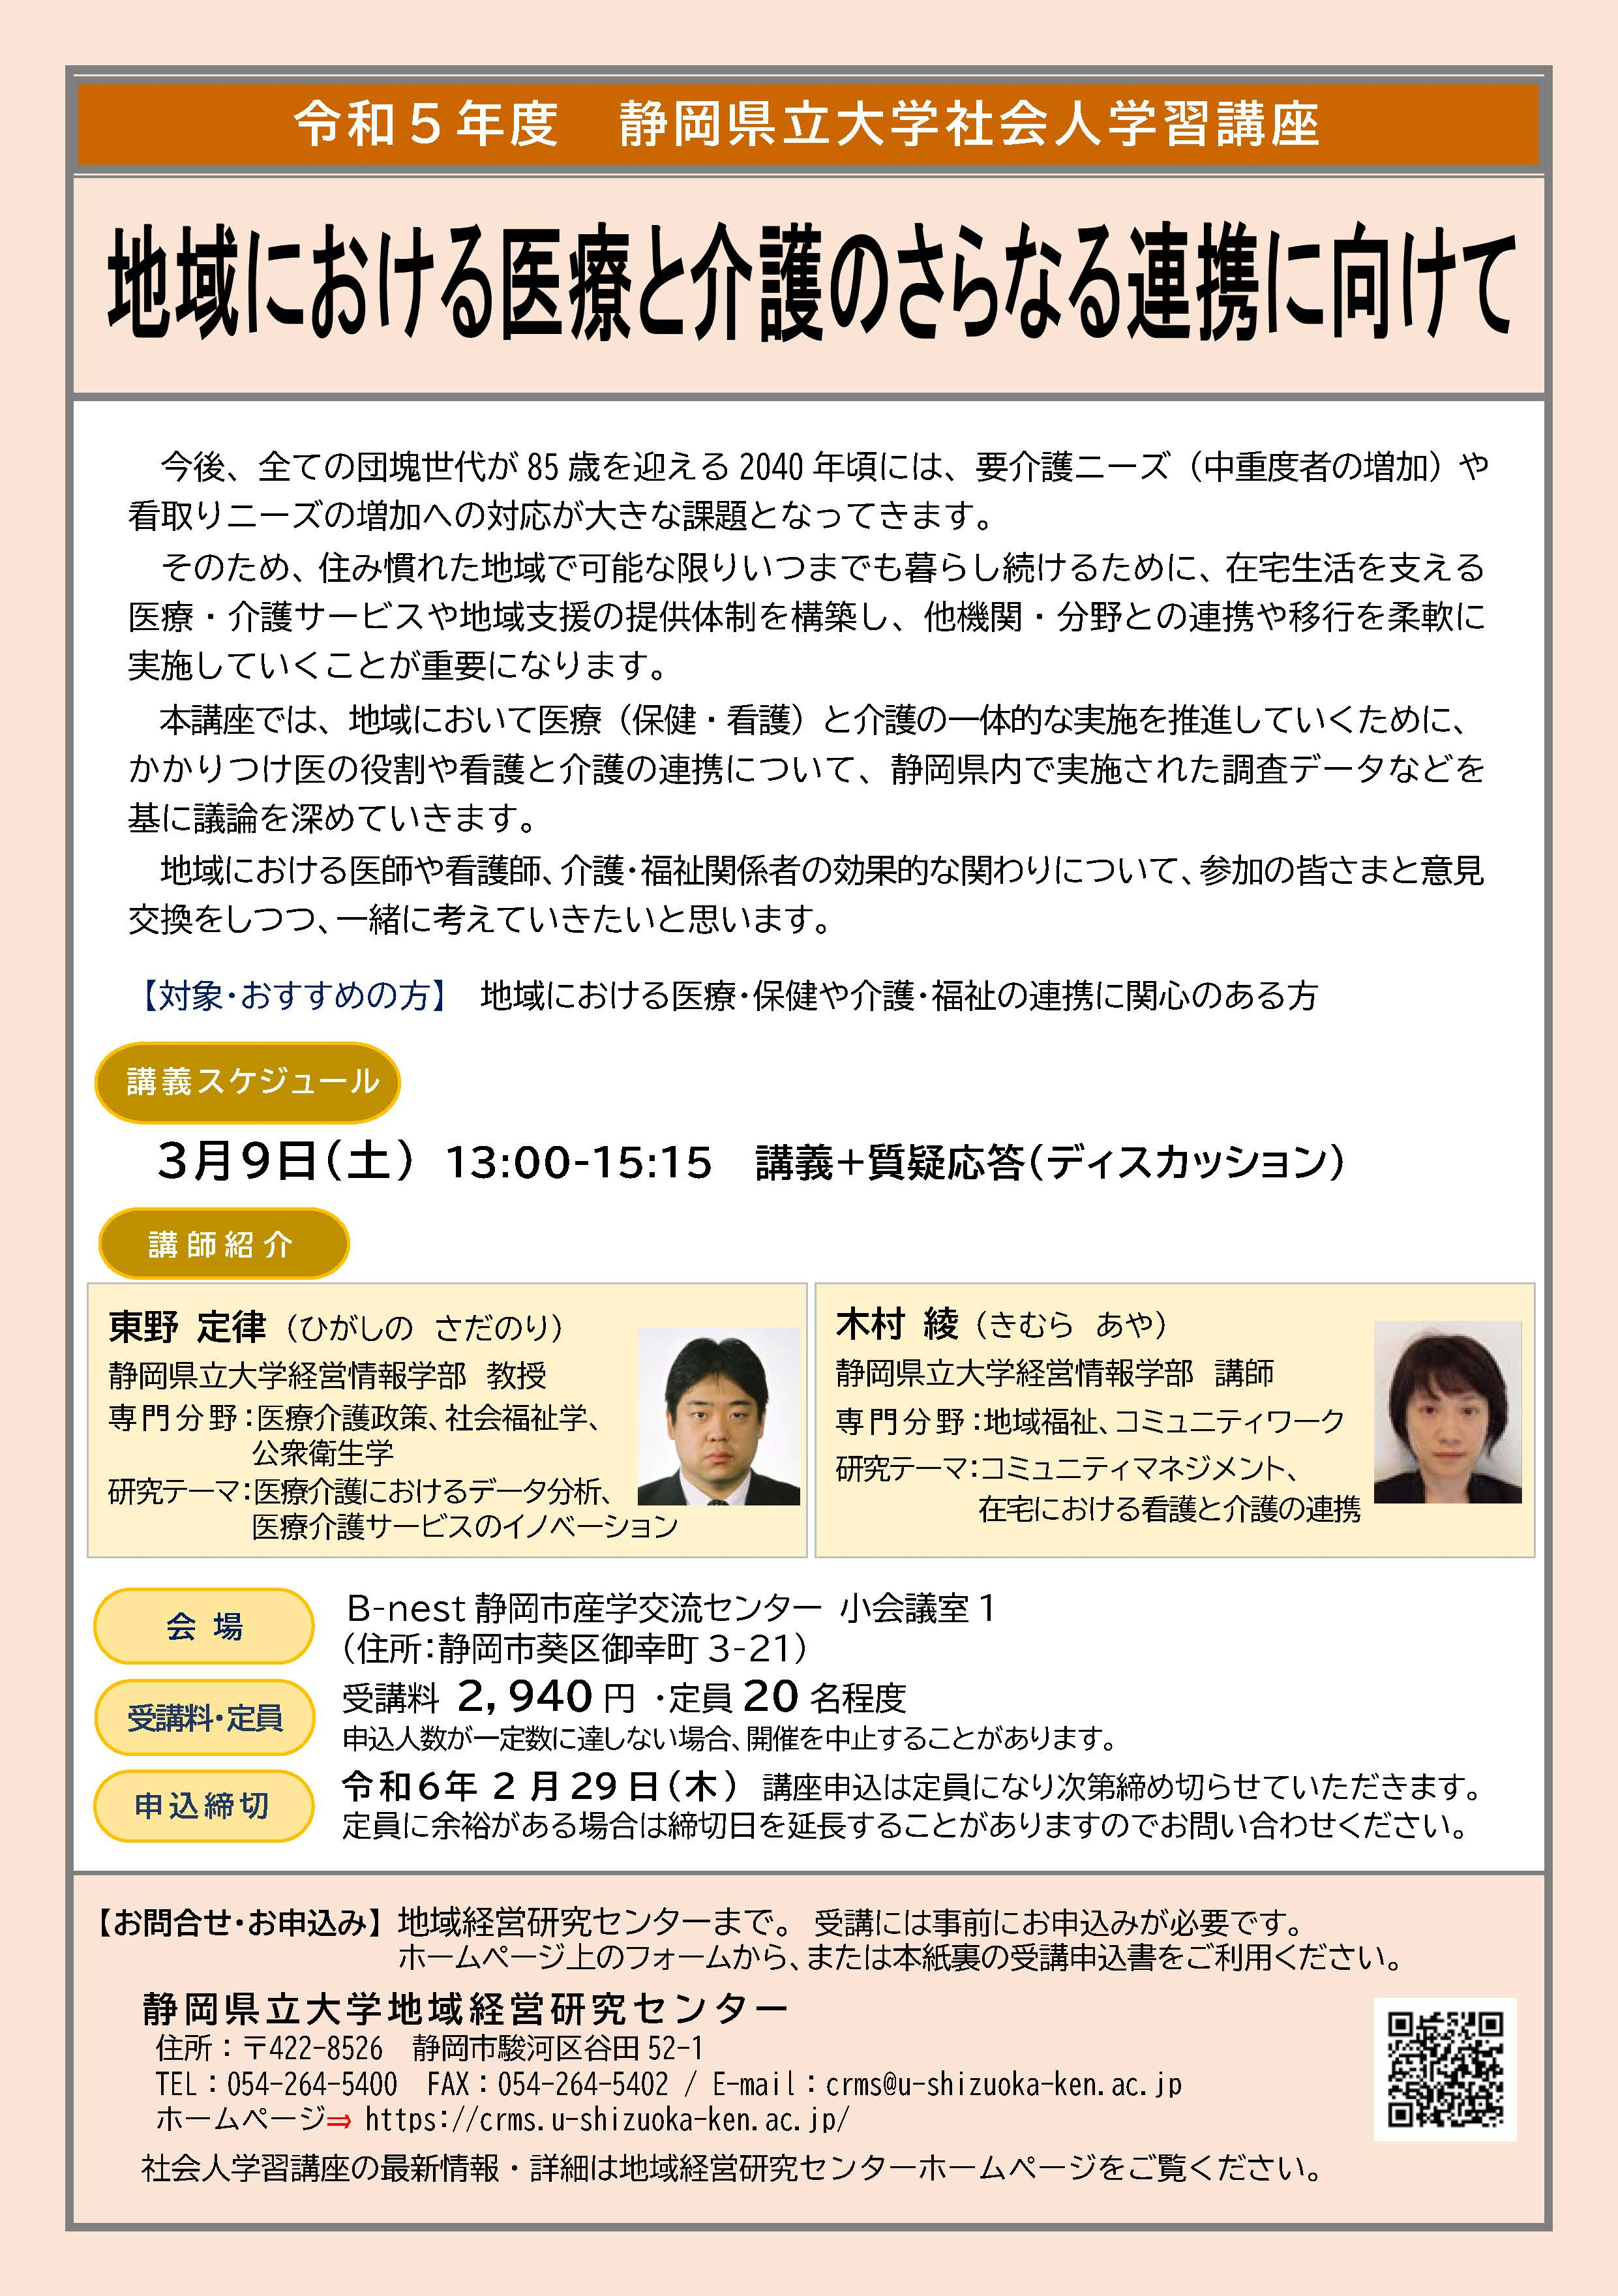 令和５年度　静岡県立大学社会人学習講座
地域における医療と介護のさらなる連携に向けて
今後、全ての団塊世代が 85 歳を迎える 2040 年頃には、要介護ニーズ（中重度者の増加）や
看取りニーズの増加への対応が大きな課題となってきます。
そのため、住み慣れた地域で可能な限りいつまでも暮らし続けるために、在宅生活を支える
医療・介護サービスや地域支援の提供体制を構築し、他機関・分野との連携や移行を柔軟に
実施していくことが重要になります。
本講座では、地域において医療（保健・看護）と介護の一体的な実施を推進していくために、
かかりつけ医の役割や看護と介護の連携について、静岡県内で実施された調査データなどを
基に議論を深めていきます。
地域における医師や看護師、介護・福祉関係者の効果的な関わりについて、参加の皆さまと意見
交換をしつつ、一緒に考えていきたいと思います。
【対象・おすすめの方】　地域における医療・保健や介護・福祉の連携に関心のある方
講義スケジュール
３月９日（土） 13:00-15:15　講義＋質疑応答（ディスカッション）
講師紹介
東野 定律（ひがしの　さだのり）
静岡県立大学経営情報学部　教授
専門分野：医療介護政策、社会福祉学、
公衆衛生学
研究テーマ：医療介護におけるデータ分析、
医療介護サービスのイノベーション
木村 綾（きむら　あや）
静岡県立大学経営情報学部　講師
専門分野：地域福祉、コミュニティワーク
研究テーマ：コミュニティマネジメント、
在宅における看護と介護の連携
会 場
B-nest 静岡市産学交流センター 小会議室 1
（住所：静岡市葵区御幸町 3-21）
受講料・定員
受講料 2,940 円 ・定員 20 名程度
申込人数が一定数に達しない場合、開催を中止することがあります。
申込締切
令和６年 2 月 29 日（木） 講座申込は定員になり次第締め切らせていただきます。
定員に余裕がある場合は締切日を延長することがありますのでお問い合わせください。
【お問合せ・お申込み】地域経営研究センターまで。 受講には事前にお申込みが必要です。
ホームページ上のフォームから、または本紙裏の受講申込書をご利用ください。
静岡県立大学地域経営研究センター
住所：〒422-8526　静岡市駿河区谷田 52-1
TEL：054-264-5400　FAX：054-264-5402 / E-mail：crms@u-shizuoka-ken.ac.jp
ホームページ⇒ https://crms.u-shizuoka-ken.ac.jp/
社会人学習講座の最新情報・詳細は地域経営研究センターホームページをご覧ください。